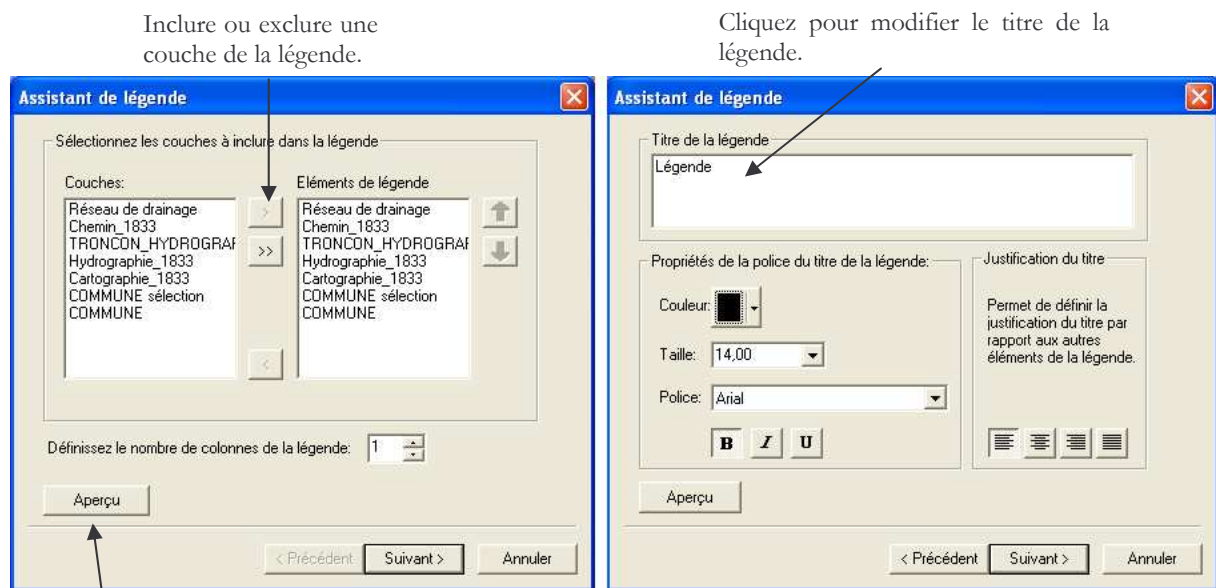 Inclure ou exclure une
couche de la légende.
Cliquez pour modifier le titre de la
légende.
Assistant de légende
Sélectionnez les couches à inclure dans la légende
Couches:
Réseau de drainage
Chemin_1833
TRONCON_HYDROGRAF
Hydrographie_1833
Cartographie_1833
COMMUNE sélection
COMMUNE
>
>>
<
Eléments de légende
Réseau de drainage
Chemin_1833
TRONCON_HYDROGRAF
Hydrographie_1833
Cartographie_1833
COMMUNE sélection
COMMUNE
Définissez le nombre de colonnes de la légende: 1
Aperçu
< Précédent Suivant > Annuler
Assistant de légende
Titre de la légende
Légende
Propriétés de la police du titre de la légende:
Couleur:
Taille: 14,00
Police: Arial
B I U
Justification du titre
Permet de définir la
justification du titre par
rapport aux autres
éléments de la légende.
Aperçu
< Précédent Suivant > Annuler